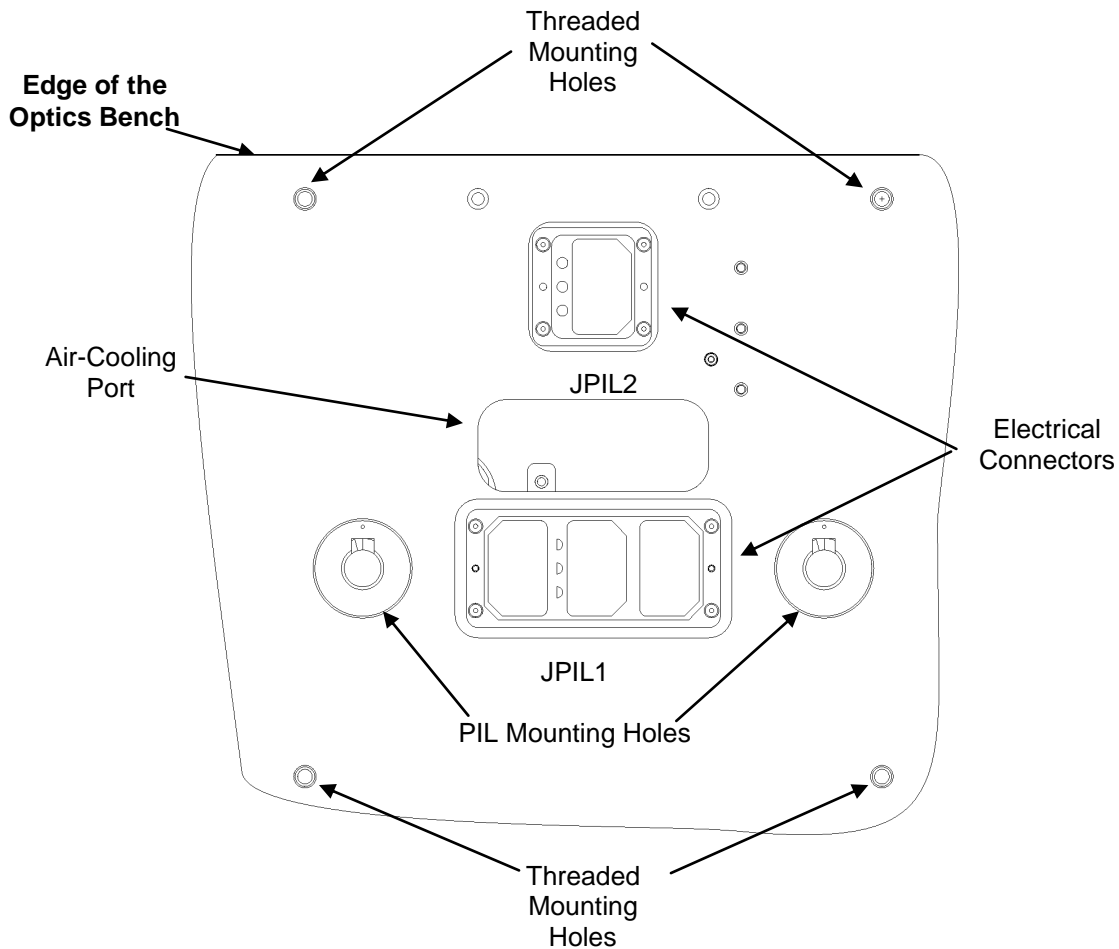 Threaded
Mounting
Holes
Edge of the
Optics Bench
Air-Cooling
Port
JPIL2
Electrical
Connectors
JPIL1
PIL Mounting Holes
Threaded
Mounting
Holes